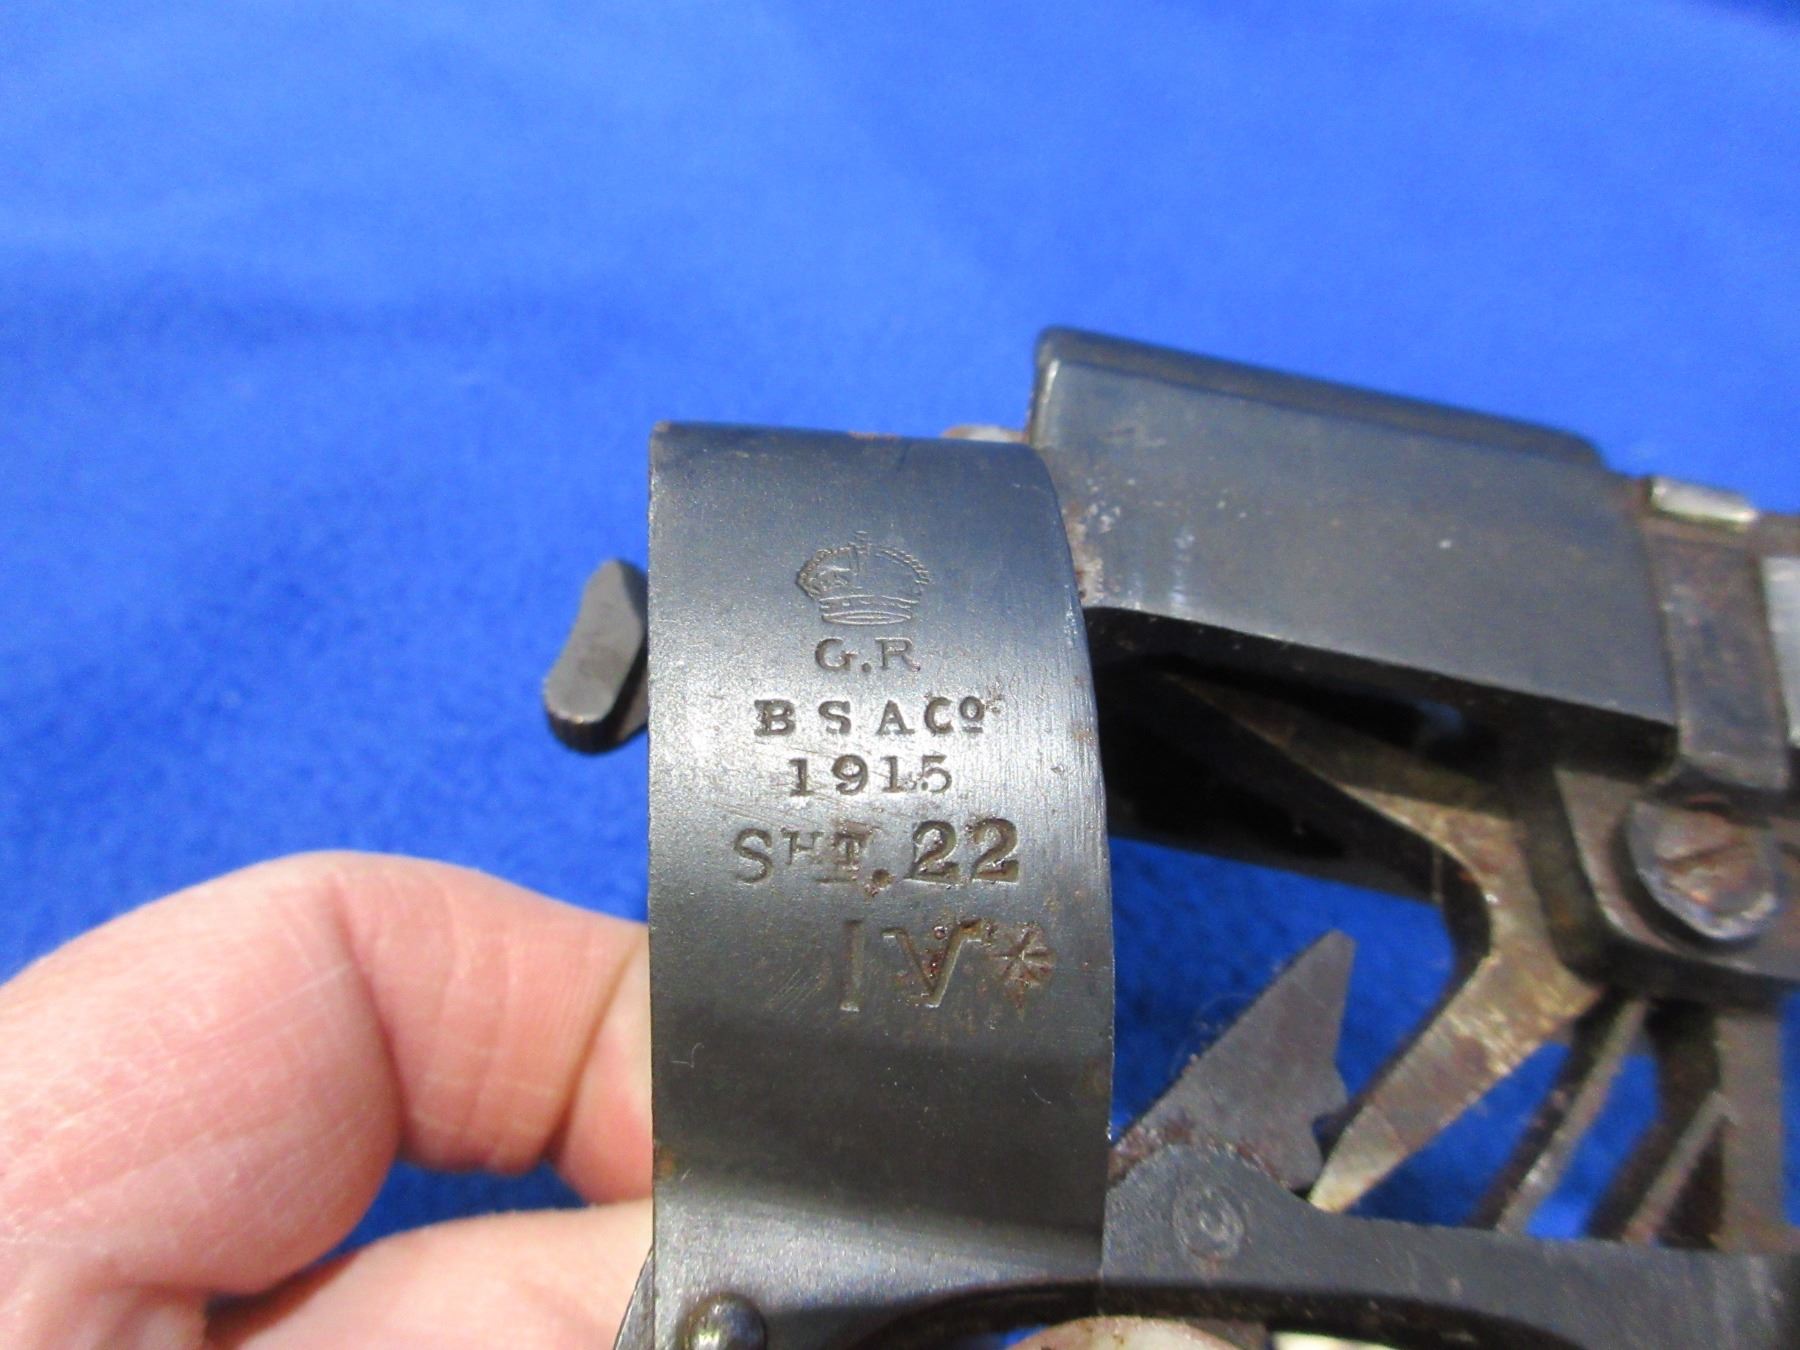 G.R
B S A Cº
1915
SHT.22
IV*